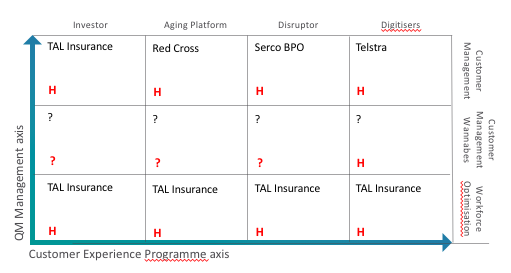 Investor Aging Platform Disruptor Digitisers
TAL Insurance Red Cross Serco BPO Telstra
H H H H
Customer
Management
? ? ? ?
? ? ? H
Customer
Management
Wannabes
TAL Insurance TAL Insurance TAL Insurance TAL Insurance
H H H H
Workforce
Optimisation
QM Management axis
Customer Experience Programme axis